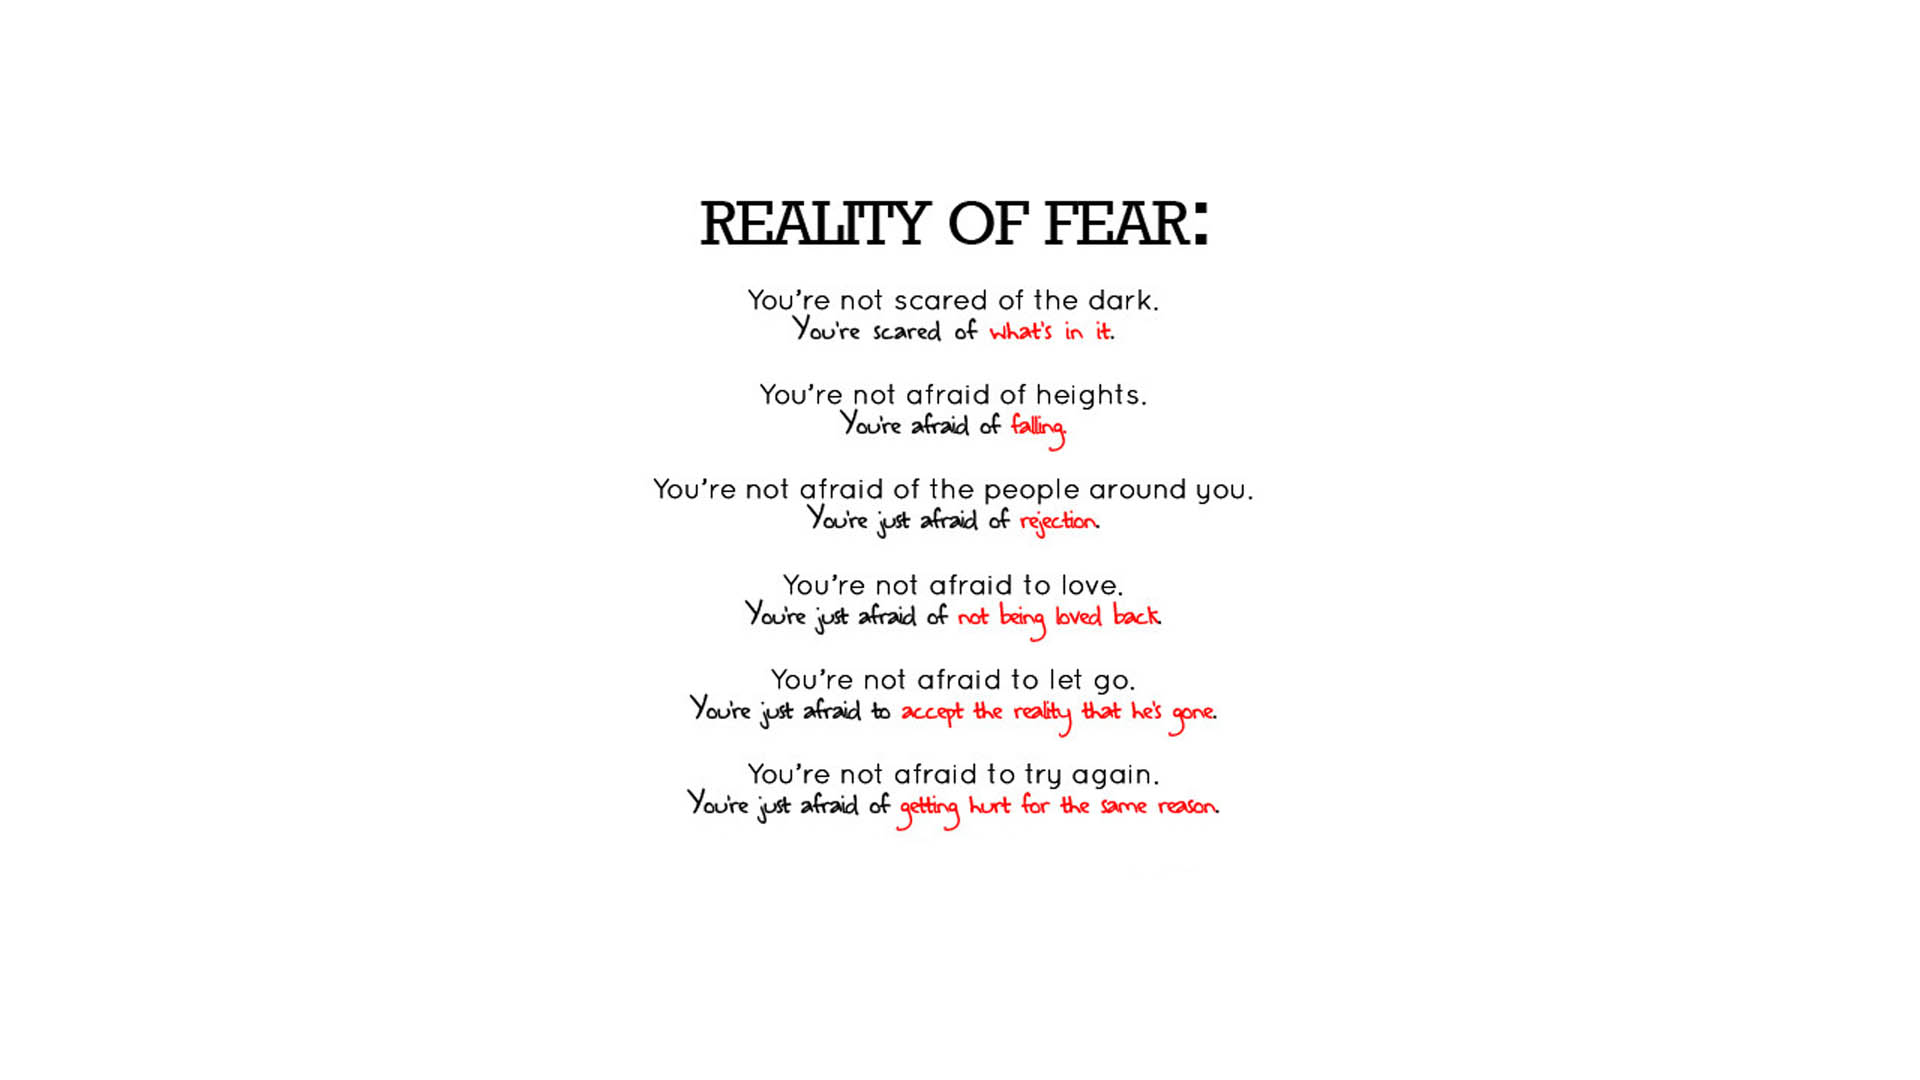 REALITY OF FEAR:
You're not scared of the dark.
You're scared of what's in it.
You're not afraid of heights.
You're afraid of falling.
You're not afraid of the people around you.
You're just afraid of rejection.
You're not afraid to love.
You're just afraid of not being loved back.
You're not afraid to let go.
You're just afraid to accept the reality that he's gone.
You're not afraid to try again.
You're just afraid of getting hurt for the same reason.